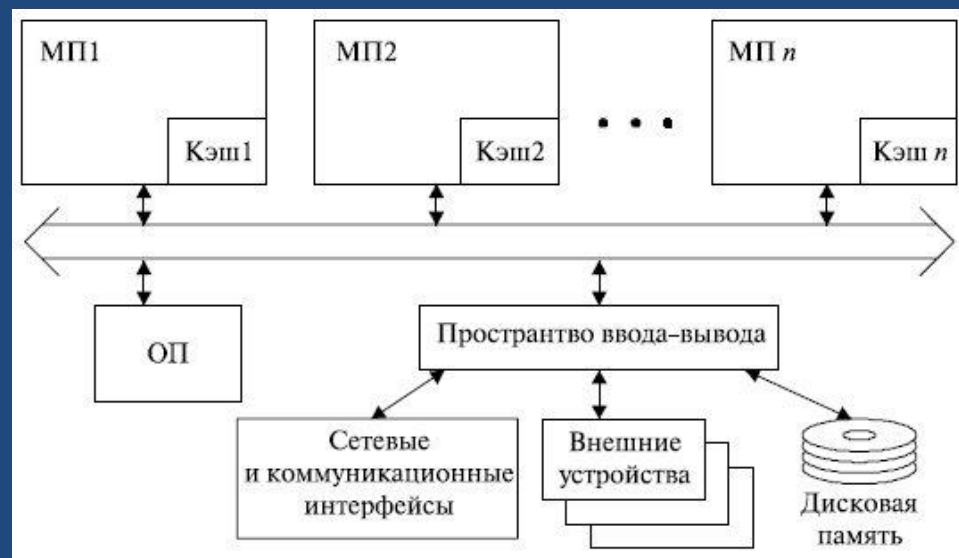 МП1
МП2
МП n
Кэш1
Кэш2
Кэш n
ОП
Пространтво ввода–вывода
Сетевые
и коммуникационные
интерфейсы
Внешние
устройства
Дисковая
память